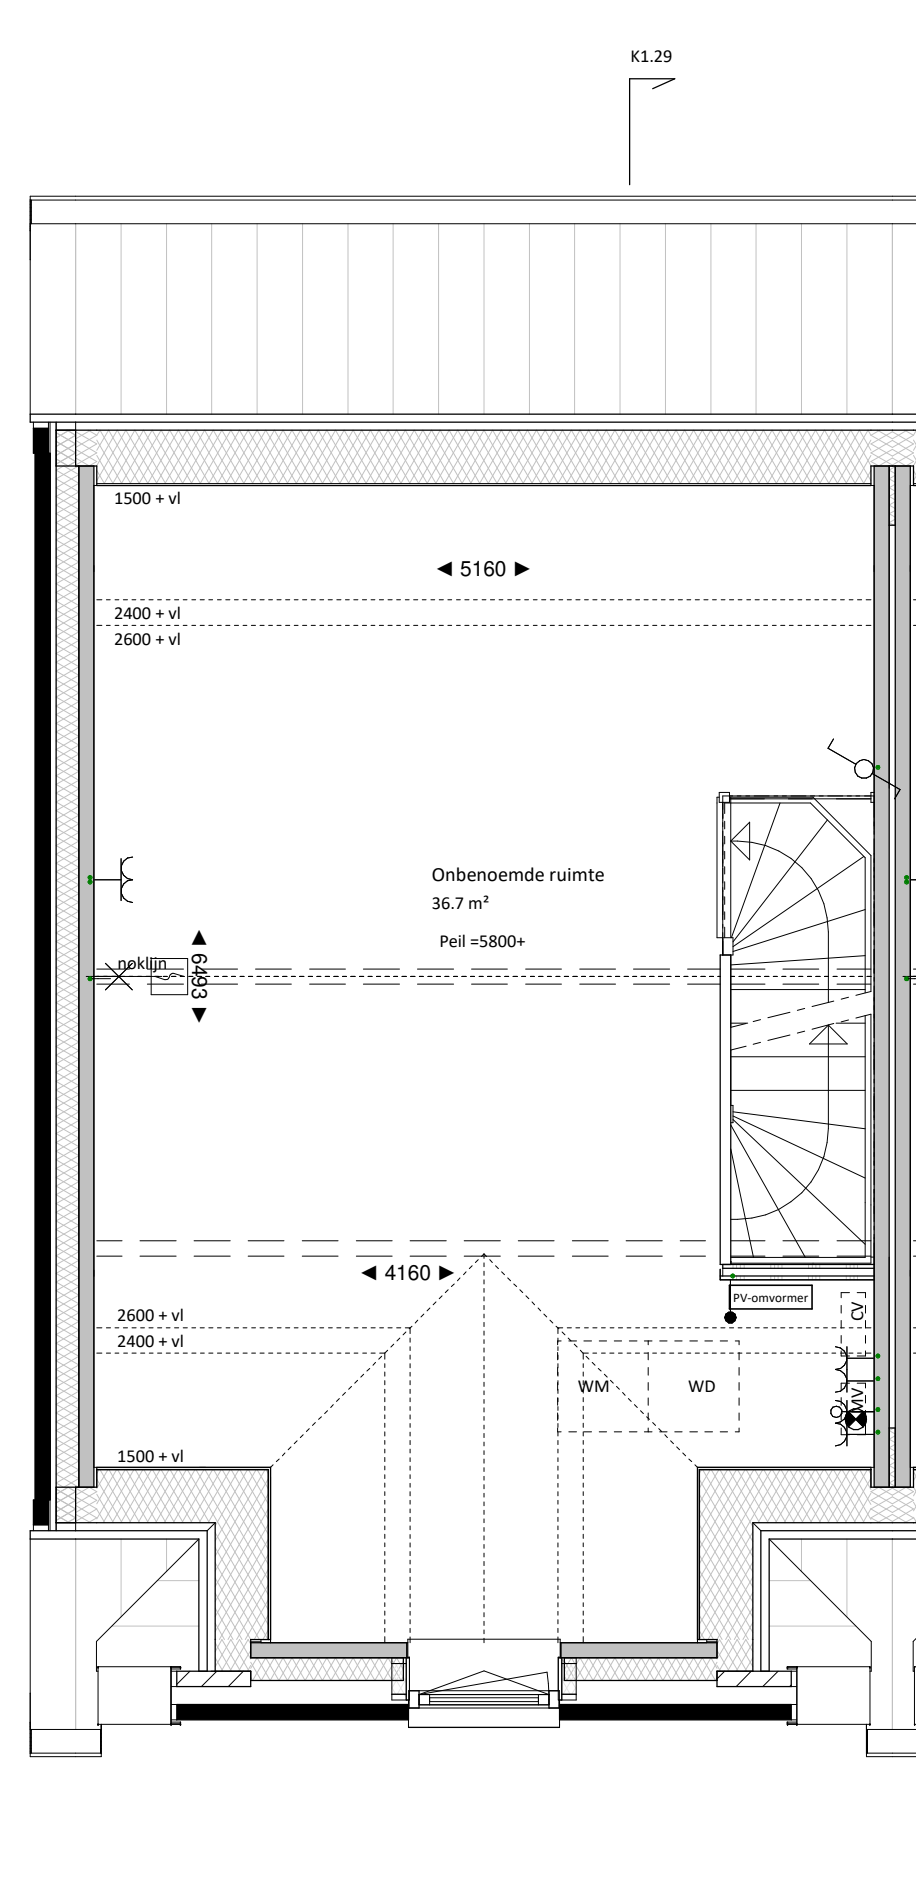 K1.29
1500 + vl
◄ 5160 ►
2400 + vl
2600 + vl
Onbenoemde ruimte
36.7 m²
Peil =5800+
noklijn
◄ 6493 ►
◄ 4160 ►
PV-omvormer
CV
2600 + vl
2400 + vl
WM
WD
MV
1500 + vl